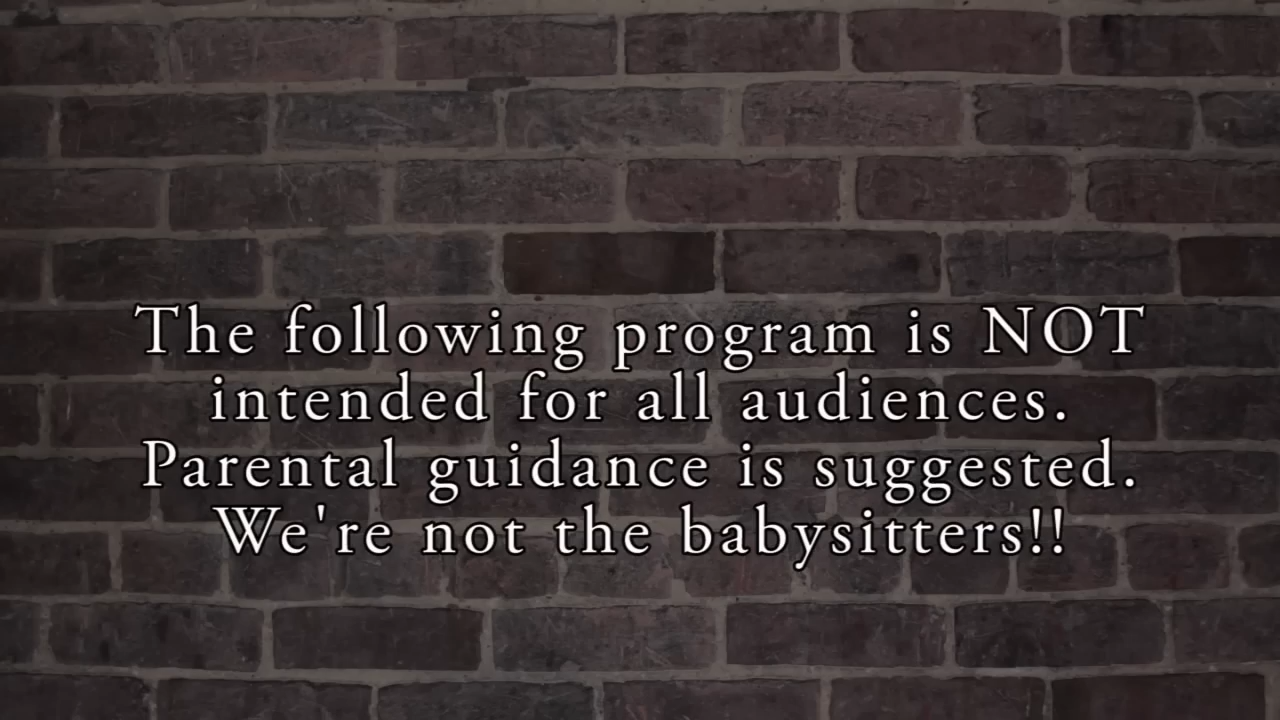 The following program is NOT
intended for all audiences.
Parental guidance is suggested.
We're not the babysitters!!